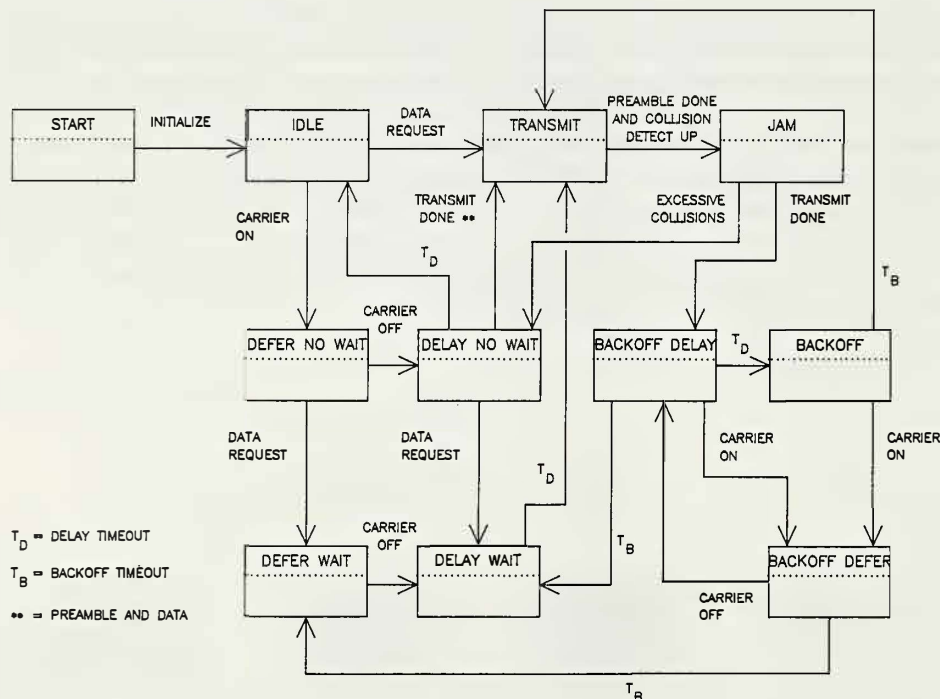 START
INITIALIZE
IDLE
DATA
REQUEST
TRANSMIT
PREAMBLE DONE
AND COLLISION
DETECT UP
JAM
CARRIER
ON
T_D
TRANSMIT
DONE **
EXCESSIVE
COLLISIONS
TRANSMIT
DONE
T_B
DEFER NO WAIT
CARRIER
OFF
DELAY NO WAIT
BACKOFF DELAY
T_D
BACKOFF
DATA
REQUEST
DATA
REQUEST
T_D
CARRIER
ON
CARRIER
ON
T_D = DELAY TIMEOUT
T_B = BACKOFF TIMEOUT
** = PREAMBLE AND DATA
DEFER WAIT
CARRIER
OFF
DELAY WAIT
T_B
BACKOFF DEFER
CARRIER
OFF
T_B